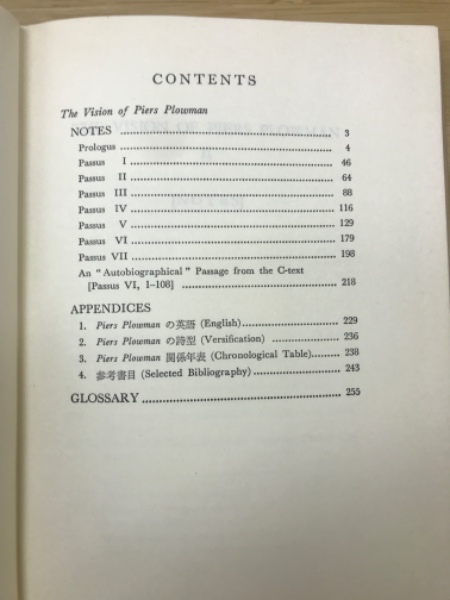 CONTENTS
The Vision of Piers Plowman
NOTES ........ 3
Prologus ........ 4
Passus I ........ 46
Passus II ........ 64
Passus III ........ 88
Passus IV ........ 116
Passus V ........ 129
Passus VI ........ 179
Passus VII ........ 198
An "Autobiographical" Passage from the C-text
[Passus VI, 1-108] ........ 218
APPENDICES
1. Piers Plowman の英語 (English) ........ 229
2. Piers Plowman の詩型 (Versification) ........ 236
3. Piers Plowman 関係年表 (Chronological Table) ........ 238
4. 参考書目 (Selected Bibliography) ........ 243
GLOSSARY ........ 255